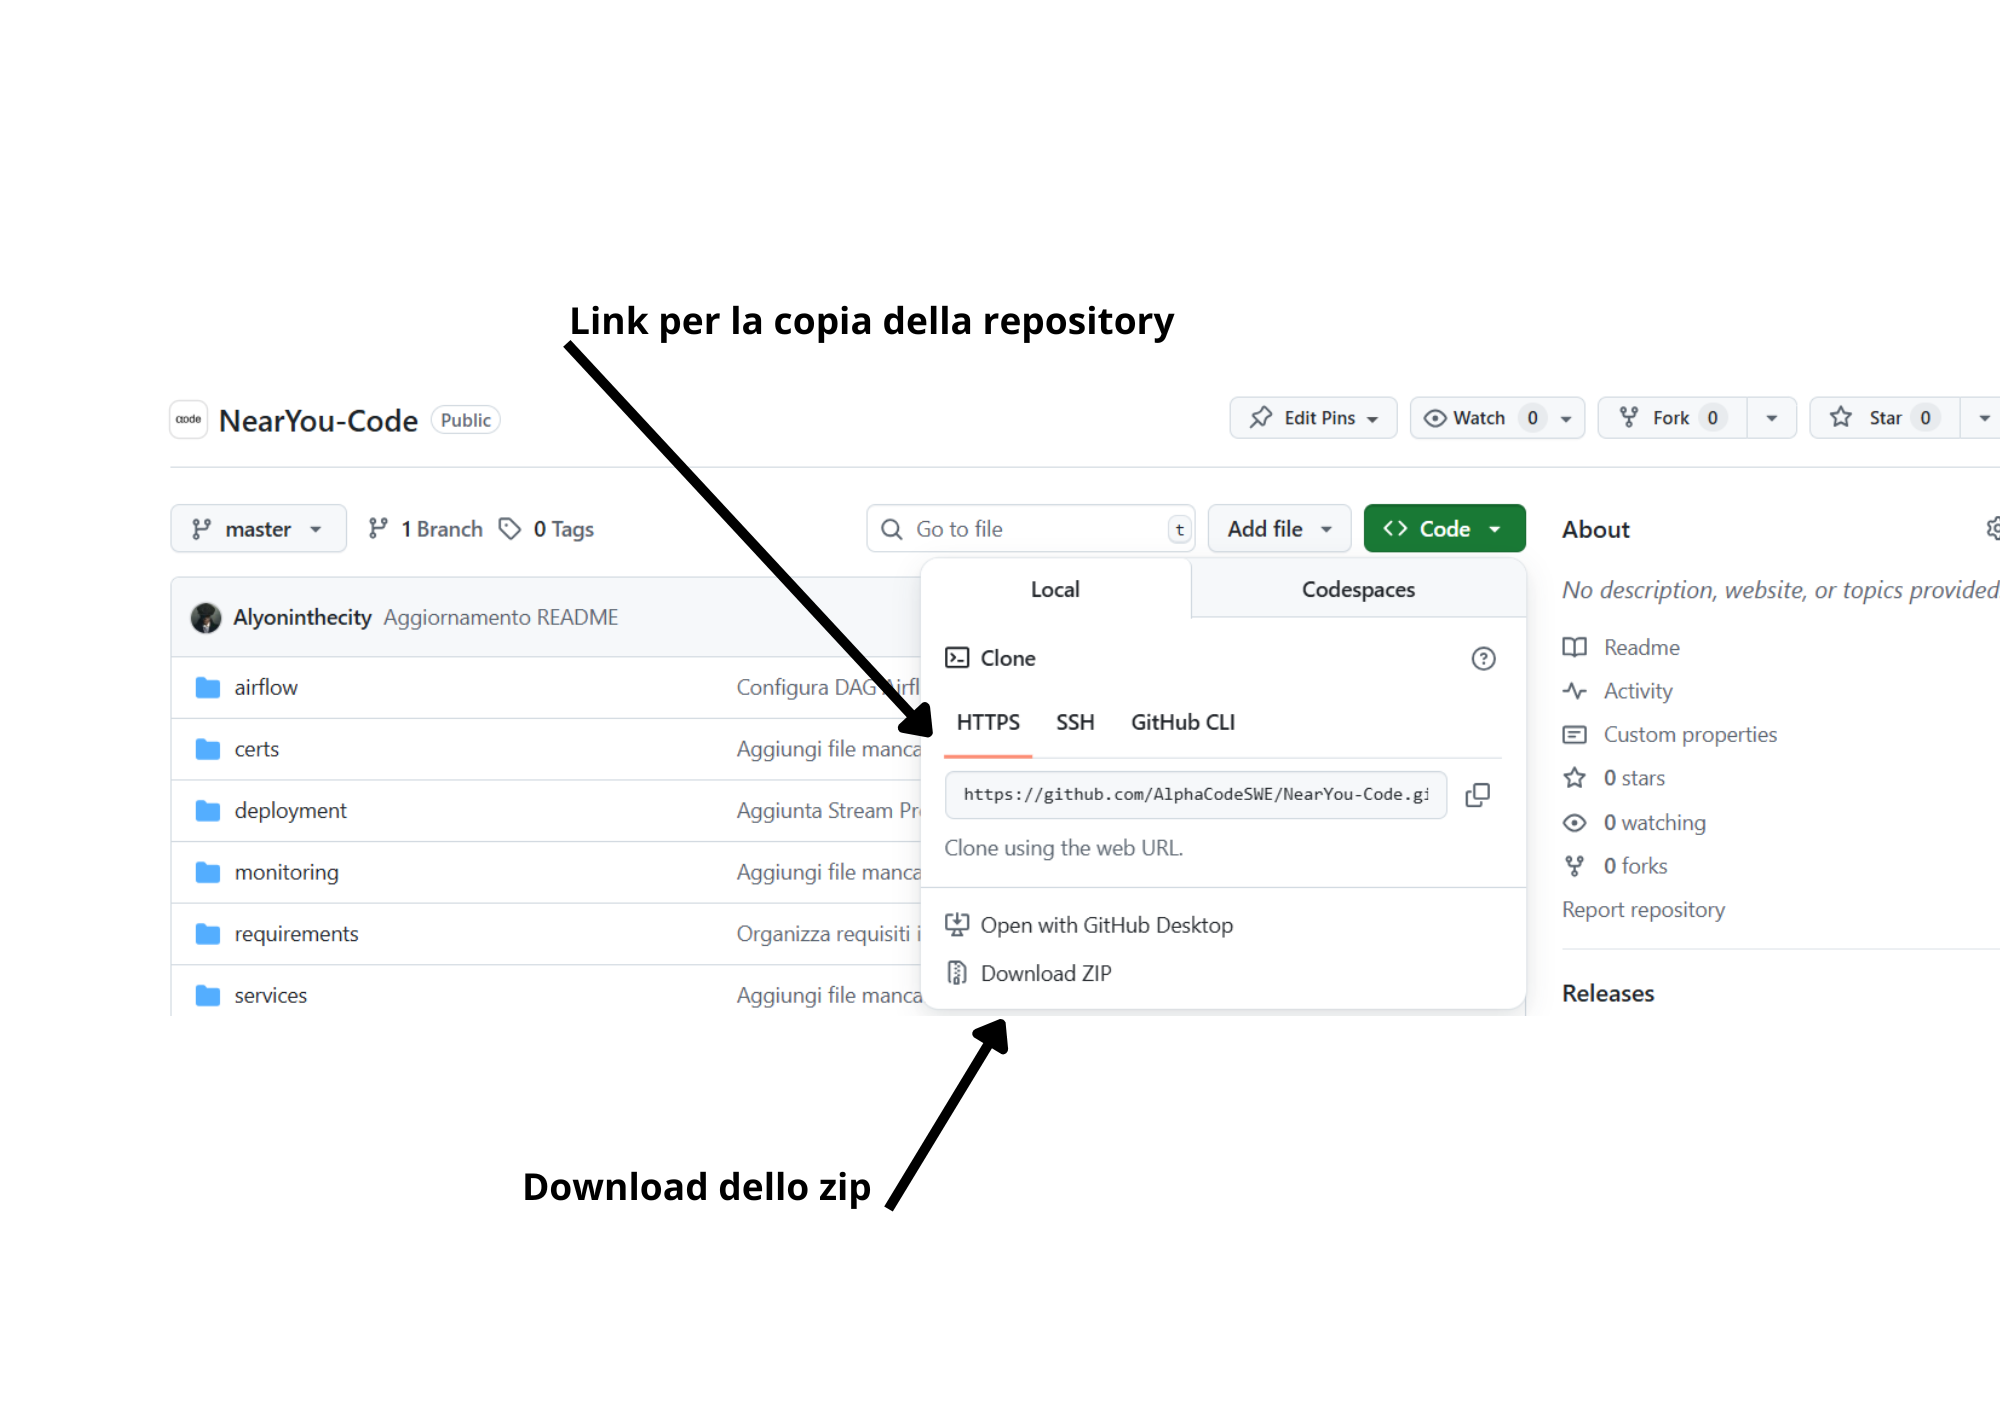 Link per la copia della repository
code NearYou-Code Public Edit Pins Watch 0 Fork 0 Star 0
master 1 Branch 0 Tags Go to file t Add file Code About
Local Codespaces
No description, website, or topics provided
Alyoninthecity Aggiornamento README
Clone
Readme
airflow Configura DAG Airfl
Activity
HTTPS SSH GitHub CLI
Custom properties
certs Aggiungi file manca
0 stars
https://github.com/AlphaCodeSWE/NearYou-Code.gi
deployment Aggiunta Stream Pr
0 watching
Clone using the web URL.
0 forks
monitoring Aggiungi file manca
Report repository
Open with GitHub Desktop
requirements Organizza requisiti i
Download ZIP
services Aggiungi file manca
Releases
Download dello zip